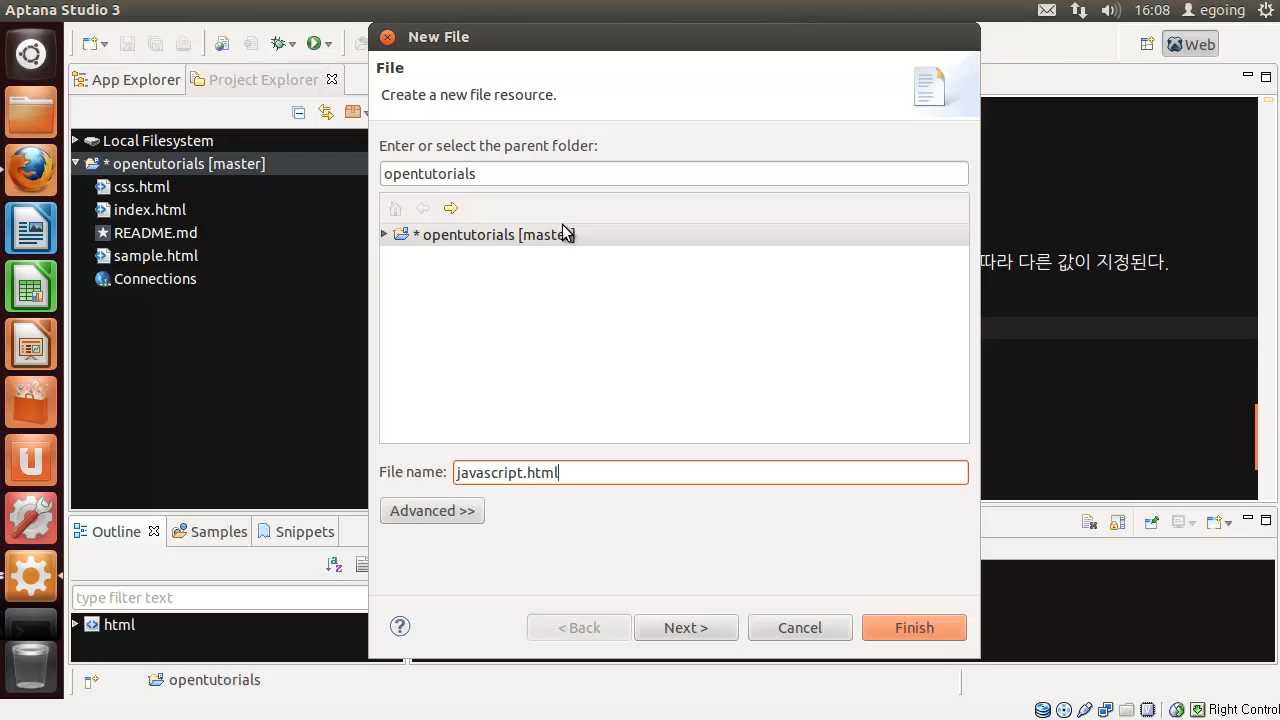 Aptana Studio 3
16:08
egoing
New File
Web
File
Create a new file resource.
App Explorer
Project Explorer
Local Filesystem
* opentutorials [master]
css.html
index.html
README.md
sample.html
Connections
Enter or select the parent folder:
opentutorials
* opentutorials [master]
따라 다른 값이 지정된다.
File name:
javascript.html
Advanced >>
Outline
Samples
Snippets
type filter text
html
< Back
Next >
Cancel
Finish
opentutorials
Right Control